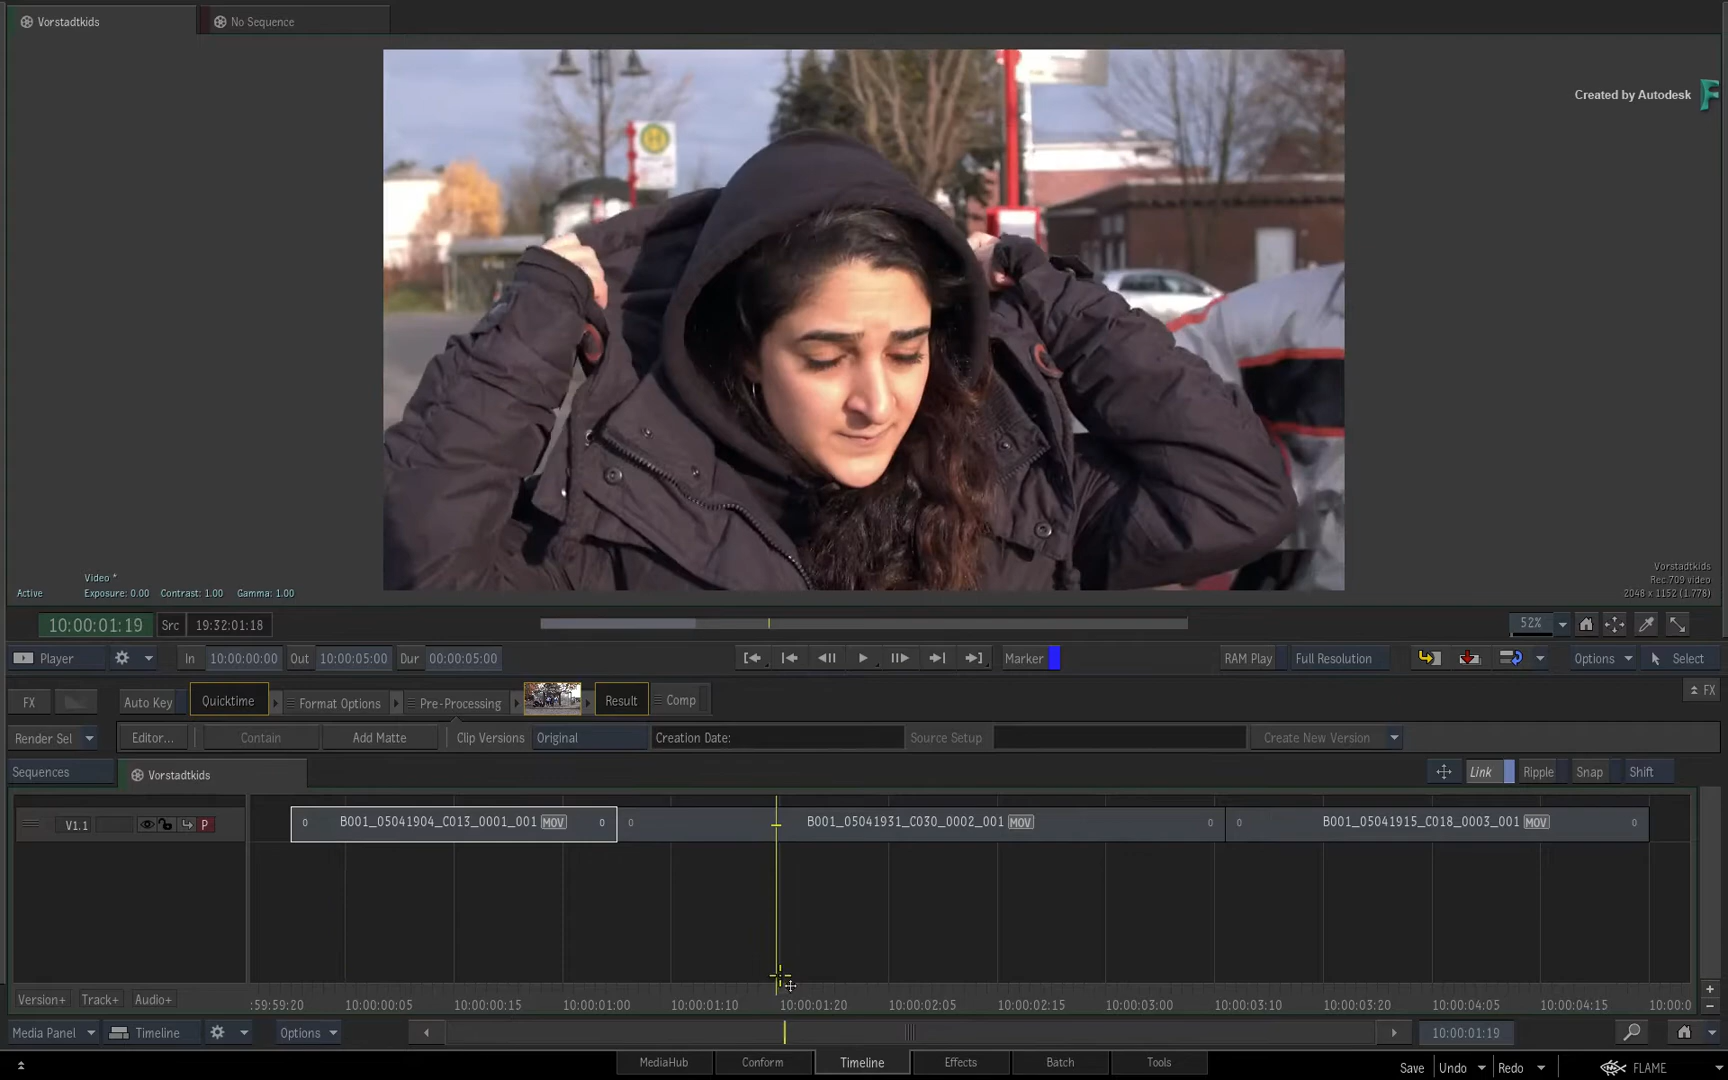 Vorstadtkids
No Sequence
Created by Autodesk
H
Video *
Active
Exposure: 0.00 Contrast: 1.00 Gamma: 1.00
Vorstadtkids
Rec.709 video
2048 x 1152 (1.778)
10:00:01:19
Src
19:32:01:18
52%
Player
In
10:00:00:00
Out
10:00:05:00
Dur
00:00:05:00
Marker
RAM Play
Full Resolution
Options
Select
FX
Auto Key
Quicktime
Format Options
Pre-Processing
Result
Comp
FX
Render Sel
Editor...
Contain
Add Matte
Clip Versions
Original
Creation Date:
Source Setup
Create New Version
Sequences
Vorstadtkids
Link
Ripple
Snap
Shift
V1.1
P
0 B001_05041904_C013_0001_001 MOV 0
0 B001_05041931_C030_0002_001 MOV 0
0 B001_05041915_C018_0003_001 MOV 0
Version+
Track+
Audio+
:59:59:20 10:00:00:05 10:00:00:15 10:00:01:00 10:00:01:10 10:00:01:20 10:00:02:05 10:00:02:15 10:00:03:00 10:00:03:10 10:00:03:20 10:00:04:05 10:00:04:15 10:00:0
Media Panel
Timeline
Options
10:00:01:19
MediaHub
Conform
Timeline
Effects
Batch
Tools
Save
Undo
Redo
FLAME